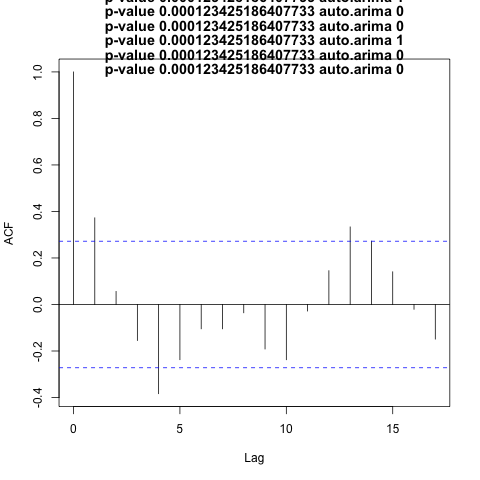 p-value 0.000123425186407733 auto.arima 0
p-value 0.000123425186407733 auto.arima 0
p-value 0.000123425186407733 auto.arima 1
p-value 0.000123425186407733 auto.arima 0
p-value 0.000123425186407733 auto.arima 0
1.0
0.8
0.6
0.4
0.2
0.0
-0.2
-0.4
ACF
0 5 10 15
Lag